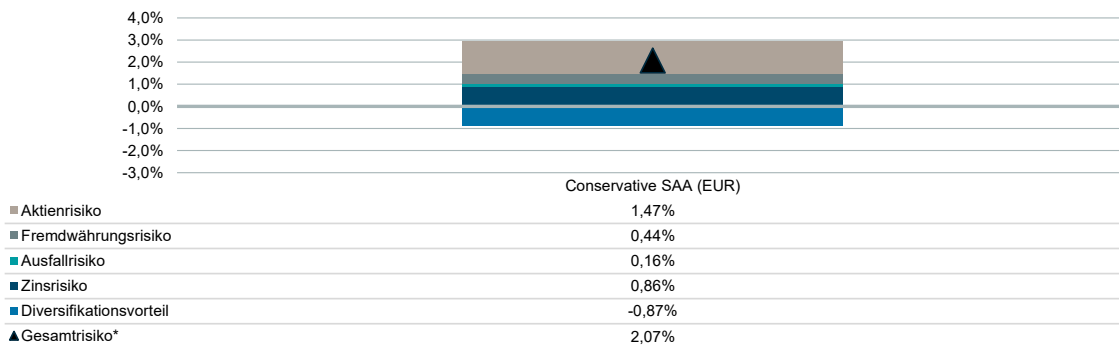 4,0%
3,0%
2,0%
1,0%
0,0%
-1,0%
-2,0%
-3,0%
Conservative SAA (EUR)
Aktienrisiko 1,47%
Fremdwährungsrisiko 0,44%
Ausfallrisiko 0,16%
Zinsrisiko 0,86%
Diversifikationsvorteil -0,87%
Gesamtrisiko* 2,07%